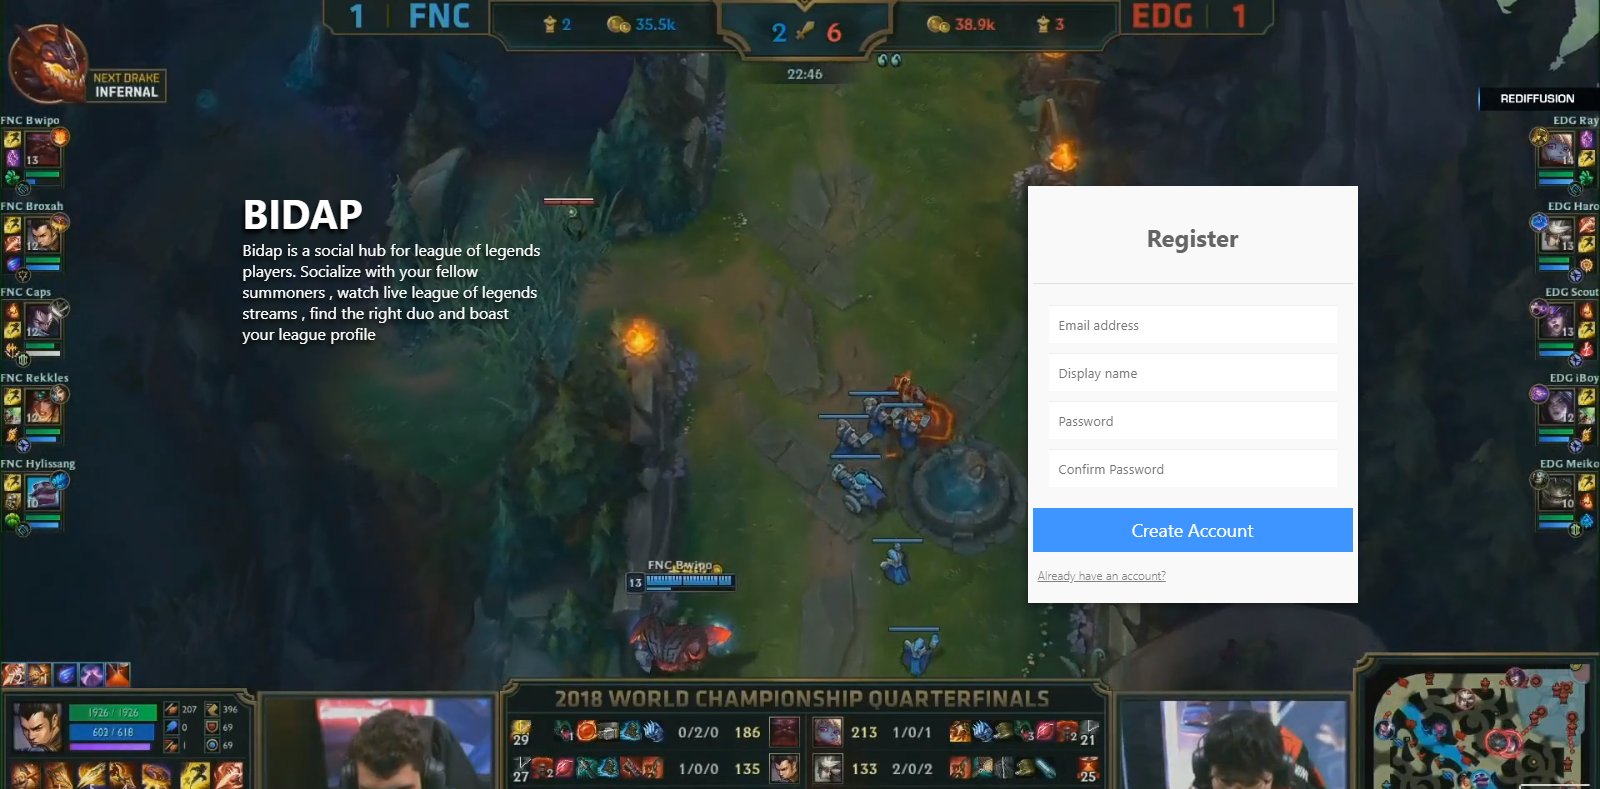 1 FNC
2 35.5k
2 6
38.9k 3
EDG 1
22:46
NEXT DRAKE
INFERNAL
REDIFFUSION
FNC Bwipo
13
FNC Broxah
12
FNC Caps
12
FNC Rekkles
12
FNC Hylissang
10
BIDAP
Bidap is a social hub for league of legends
players. Socialize with your fellow
summoners , watch live league of legends
streams , find the right duo and boast
your league profile
Register
Email address
Display name
Password
Confirm Password
Create Account
Already have an account?
EDG Ray
14
EDG Haro
13
EDG Scout
13
EDG iBoy
12
EDG Meiko
10
FNC Bwipo
13
1926 / 1926
603 / 618
207 396
0 69
1 69
2018 WORLD CHAMPIONSHIP QUARTERFINALS
29 0/2/0 186 213 1/0/1 21
27 1/0/0 135 133 2/0/2 25